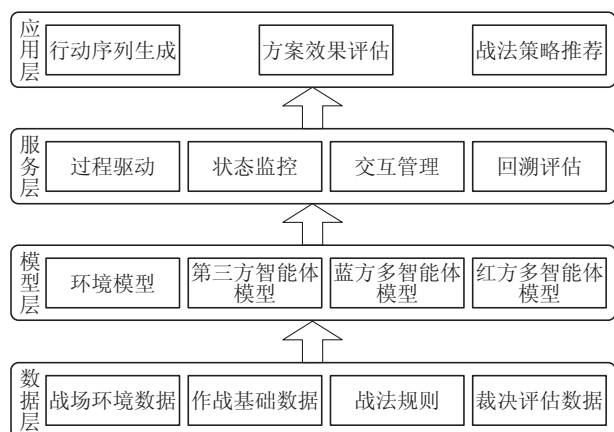 应用层
行动序列生成
方案效果评估
战法策略推荐
服务层
过程驱动
状态监控
交互管理
回溯评估
模型层
环境模型
第三方智能体
模型
蓝方多智能体
模型
红方多智能体
模型
数据层
战场环境数据
作战基础数据
战法规则
裁决评估数据